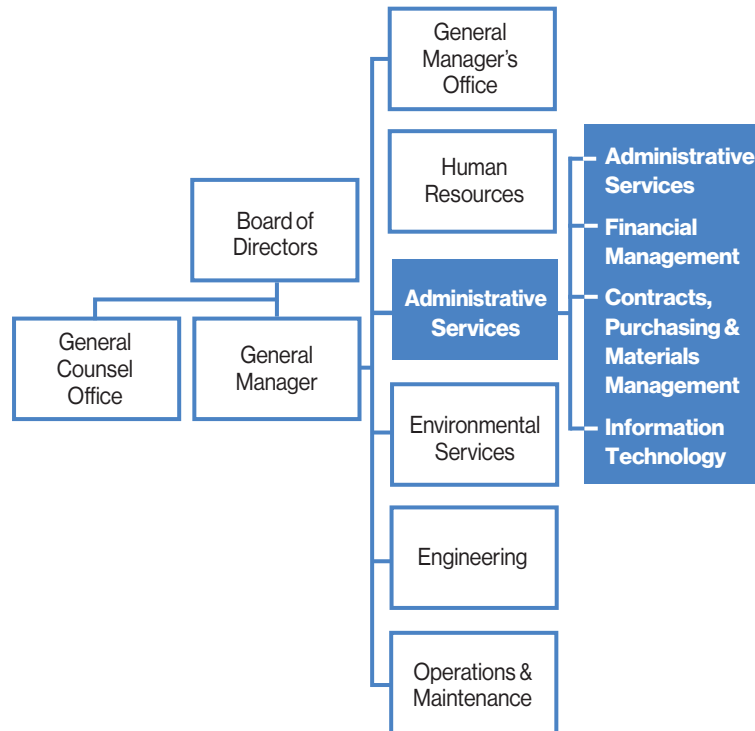 Board of
Directors
General
Counsel
Office
General
Manager
General
Manager's
Office
Human
Resources
Administrative
Services
Environmental
Services
Engineering
Operations &
Maintenance
Administrative
Services
Financial
Management
Contracts,
Purchasing &
Materials
Management
Information
Technology